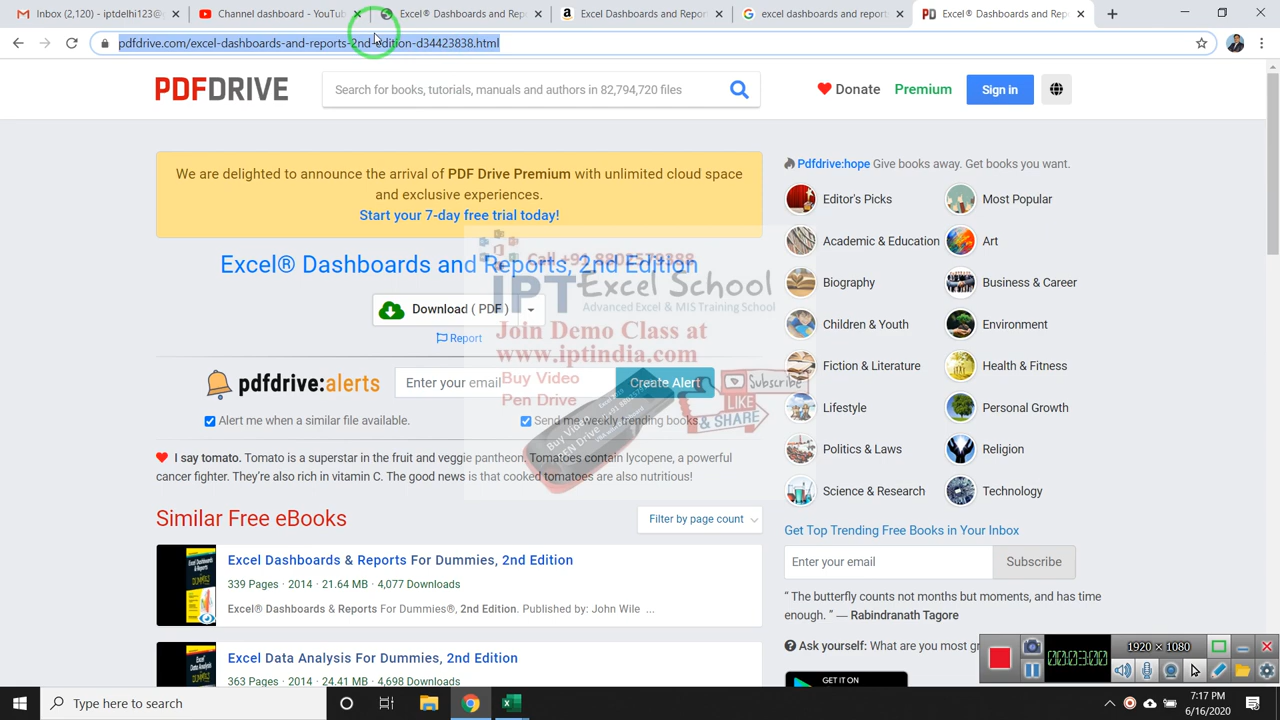 Inbox (2,120) - iptdelhi123@
Channel dashboard - YouTu
Excel® Dashboards and Rep
Excel Dashboards and Report
excel dashboards and reports
PD Excel® Dashboards and Rep
pdfdrive.com/excel-dashboards-and-reports-2nd-edition-d34423838.html
PDFDRIVE
Search for books, tutorials, manuals and authors in 82,794,720 files
Donate Premium Sign in
We are delighted to announce the arrival of PDF Drive Premium with unlimited cloud space
and exclusive experiences.
Start your 7-day free trial today!
Excel® Dashboards and Reports, 2nd Edition
Download ( PDF )
Report
pdfdrive:alerts
Enter your email
Create Alert
Alert me when a similar file available.
Send me weekly trending books
I say tomato. Tomato is a superstar in the fruit and veggie pantheon. Tomatoes contain lycopene, a powerful
cancer fighter. They're also rich in vitamin C. The good news is that cooked tomatoes are also nutritious!
Similar Free eBooks
Filter by page count
Excel Dashboards & Reports For Dummies, 2nd Edition
339 Pages · 2014 · 21.64 MB · 4,077 Downloads
Excel® Dashboards & Reports For Dummies®, 2nd Edition. Published by: John Wile ...
Excel Data Analysis For Dummies, 2nd Edition
363 Pages · 2014 · 24.41 MB · 4,698 Downloads
IPT Excel School
Advanced Excel & MIS Training School
Join Demo Class at
www.iptindia.com
Buy Video
Pen Drive
Subscribe
LIKE
& SHARE
Pdfdrive:hope Give books away. Get books you want.
Editor's Picks
Most Popular
Academic & Education
Art
Biography
Business & Career
Children & Youth
Environment
Fiction & Literature
Health & Fitness
Lifestyle
Personal Growth
Politics & Laws
Religion
Science & Research
Technology
Get Top Trending Free Books in Your Inbox
Enter your email
Subscribe
“ The butterfly counts not months but moments, and has time
enough. ” — Rabindranath Tagore
Ask yourself: What are you most gr
GET IT ON
1920 × 1080
00:03:00
Type here to search
7:17 PM
6/16/2020